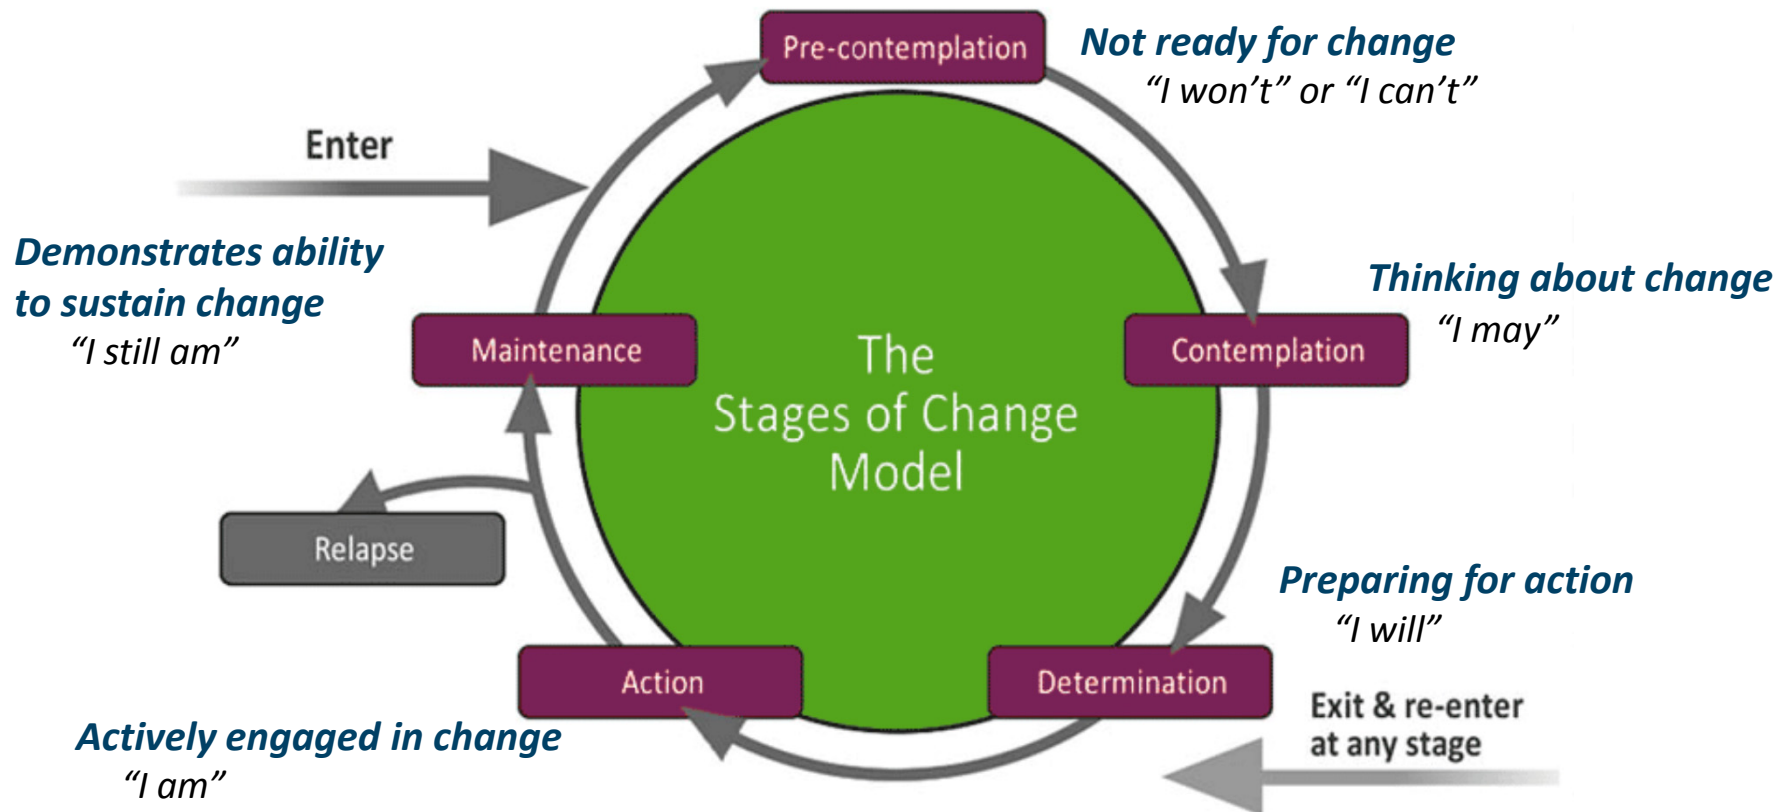 Pre-contemplation
Not ready for change
“I won’t” or “I can’t”
Enter
Demonstrates ability
to sustain change
“I still am”
Thinking about change
“I may”
Maintenance
The
Stages of Change
Model
Contemplation
Relapse
Preparing for action
“I will”
Action
Determination
Exit & re-enter
at any stage
Actively engaged in change
“I am”